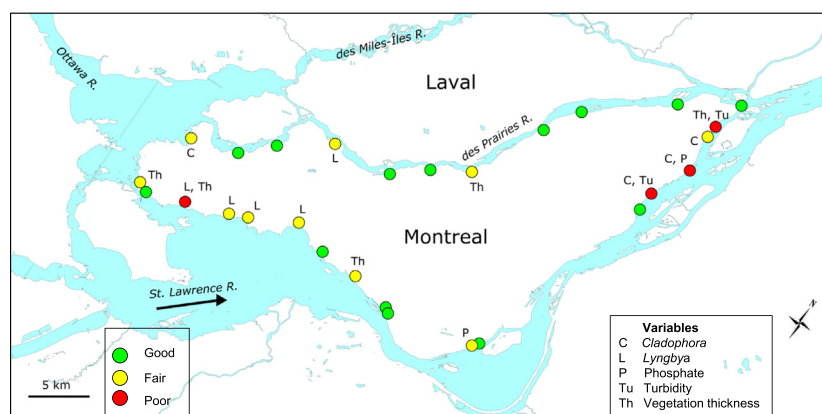 Ottawa R.
des Miles-Îles R.
Laval
des Prairies R.
Th, Tu
C
C
L
C, P
Th
Th
L, Th
C, Tu
L
L
L
Montreal
Th
St. Lawrence R.
N
P
Good
Fair
Poor
5 km
Variables
C Cladophora
L Lyngbya
P Phosphate
Tu Turbidity
Th Vegetation thickness